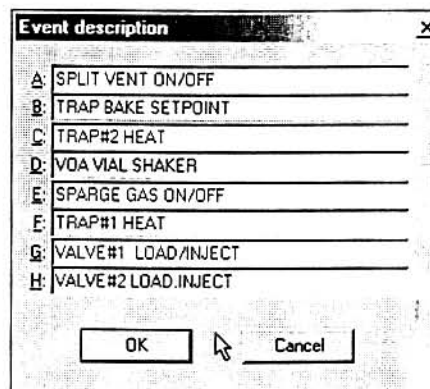 Event description
A: SPLIT VENT ON/OFF
B: TRAP BAKE SETPOINT
C: TRAP#2 HEAT
D: VOA VIAL SHAKER
E: SPARGE GAS ON/OFF
F: TRAP#1 HEAT
G: VALVE#1 LOAD/INJECT
H: VALVE#2 LOAD.INJECT
OK Cancel